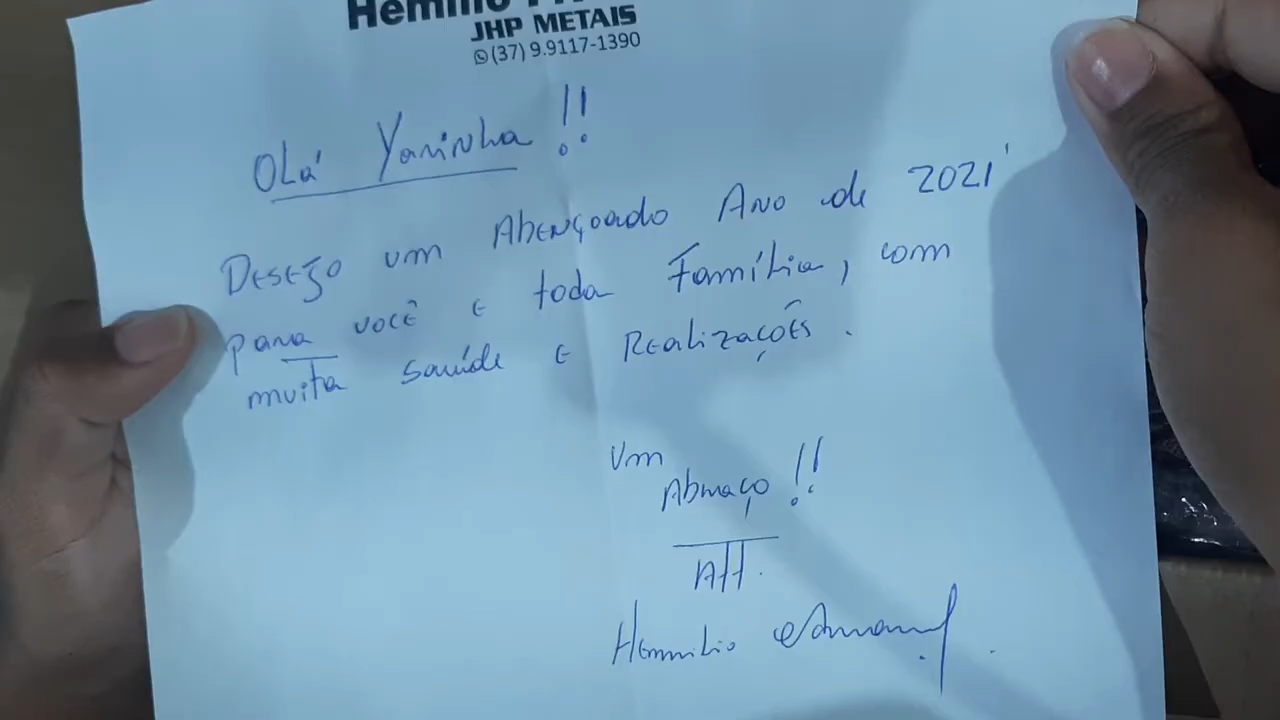 JHP METAIS
(37) 9.9117-1390
Olá Yaninha !!
Desejo um Abençoado Ano de 2021
para você e toda Família, com
muita saúde e Realizações.
Um
Abraço !!
Att.